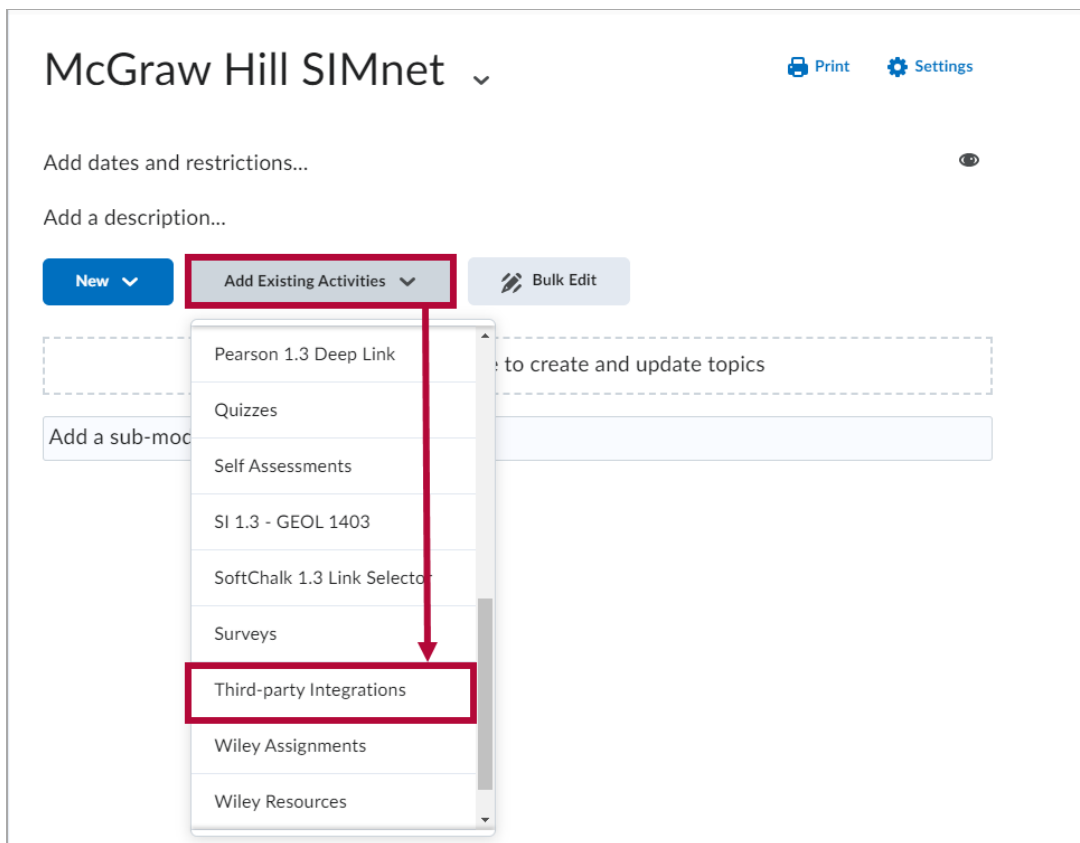 McGraw Hill SIMnet
Print
Settings
Add dates and restrictions...
Add a description...
New
Add Existing Activities
Bulk Edit
Pearson 1.3 Deep Link
to create and update topics
Quizzes
Add a sub-mod
Self Assessments
SI 1.3 - GEOL 1403
SoftChalk 1.3 Link Selector
Surveys
Third-party Integrations
Wiley Assignments
Wiley Resources